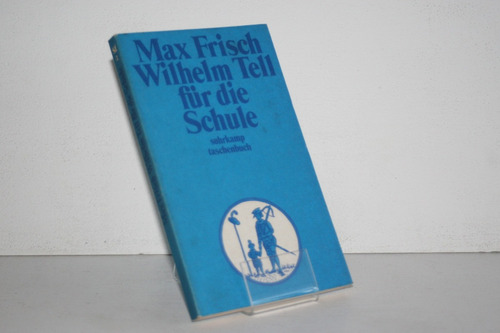 Max Frisch
Wilhelm Tell
für die
Schule
suhrkamp
taschenbuch